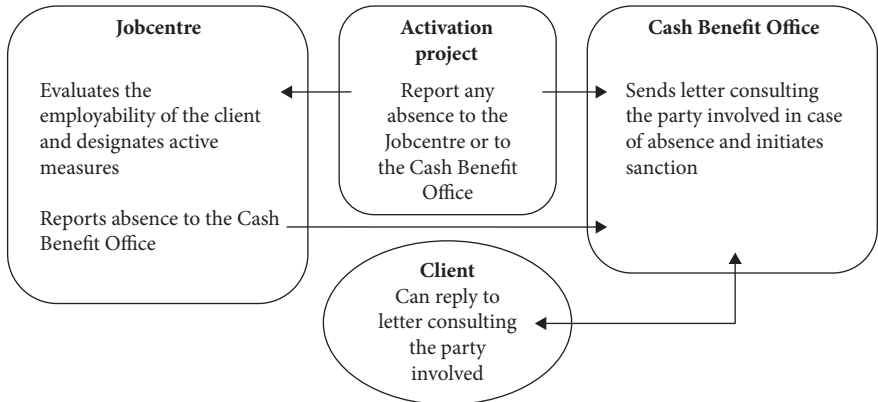 Jobcentre
Evaluates the
employability of the client
and designates active
measures
Reports absence to the Cash
Benefit Office
Activation
project
Report any
absence to the
Jobcentre or to
the Cash Benefit
Office
Cash Benefit Office
Sends letter consulting
the party involved in case
of absence and initiates
sanction
Client
Can reply to
letter consulting
the party
involved